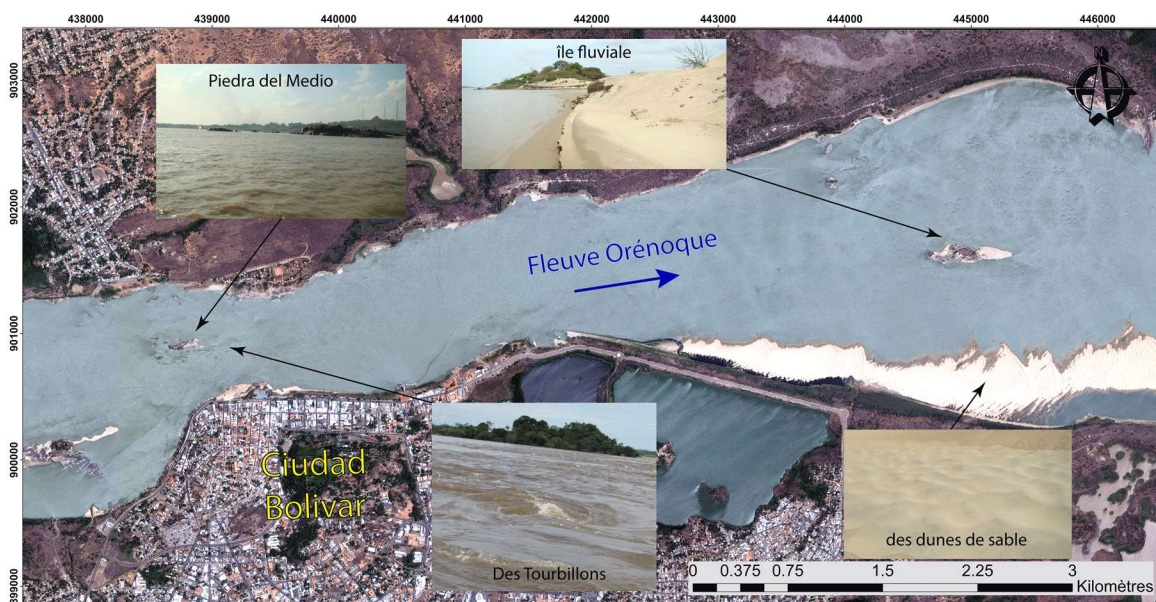 438000 439000 440000 441000 442000 443000 444000 445000 446000
903000
902000
901000
900000
899000
Piedra del Medio
île fluviale
N
Fleuve Orénoque
Ciudad
Bolivar
Des Tourbillons
des dunes de sable
0 0.375 0.75 1.5 2.25 3
Kilomètres